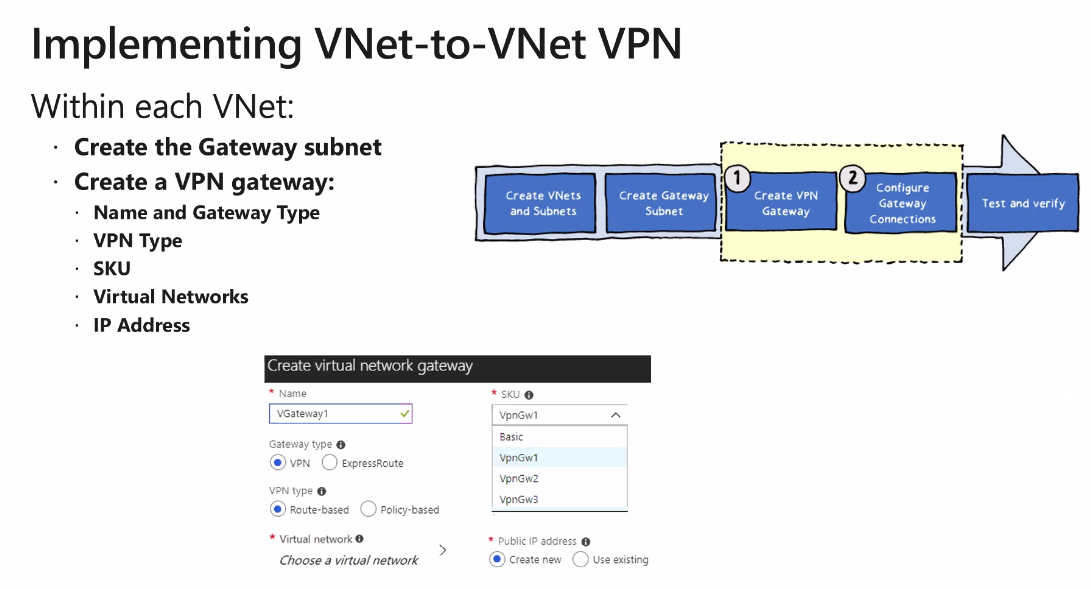 Implementing VNet-to-VNet VPN
Within each VNet:
· Create the Gateway subnet
· Create a VPN gateway:
· Name and Gateway Type
· VPN Type
· SKU
· Virtual Networks
· IP Address
Create VNets
and Subnets
Create Gateway
Subnet
1
Create VPN
Gateway
2
Configure
Gateway
Connections
Test and verify
Create virtual network gateway
* Name
VGateway1
Gateway type
VPN ExpressRoute
VPN type
Route-based Policy-based
* Virtual network
Choose a virtual network
* SKU
VpnGw1
Basic
VpnGw1
VpnGw2
VpnGw3
* Public IP address
Create new Use existing